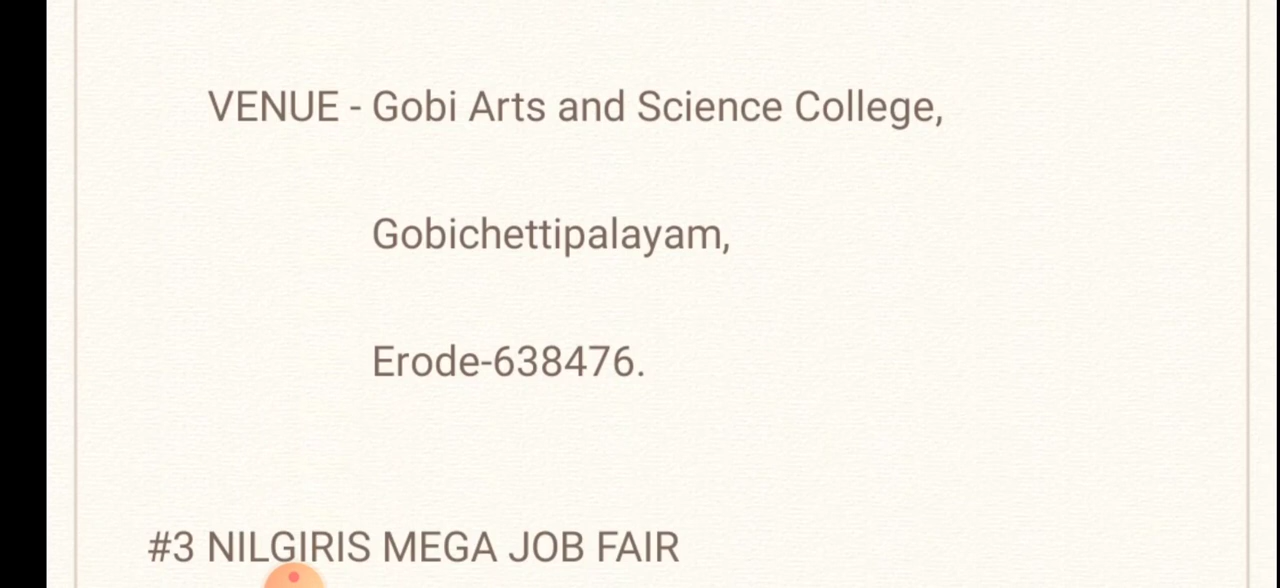 VENUE - Gobi Arts and Science College,
Gobichettipalayam,
Erode-638476.
#3 NILGIRIS MEGA JOB FAIR